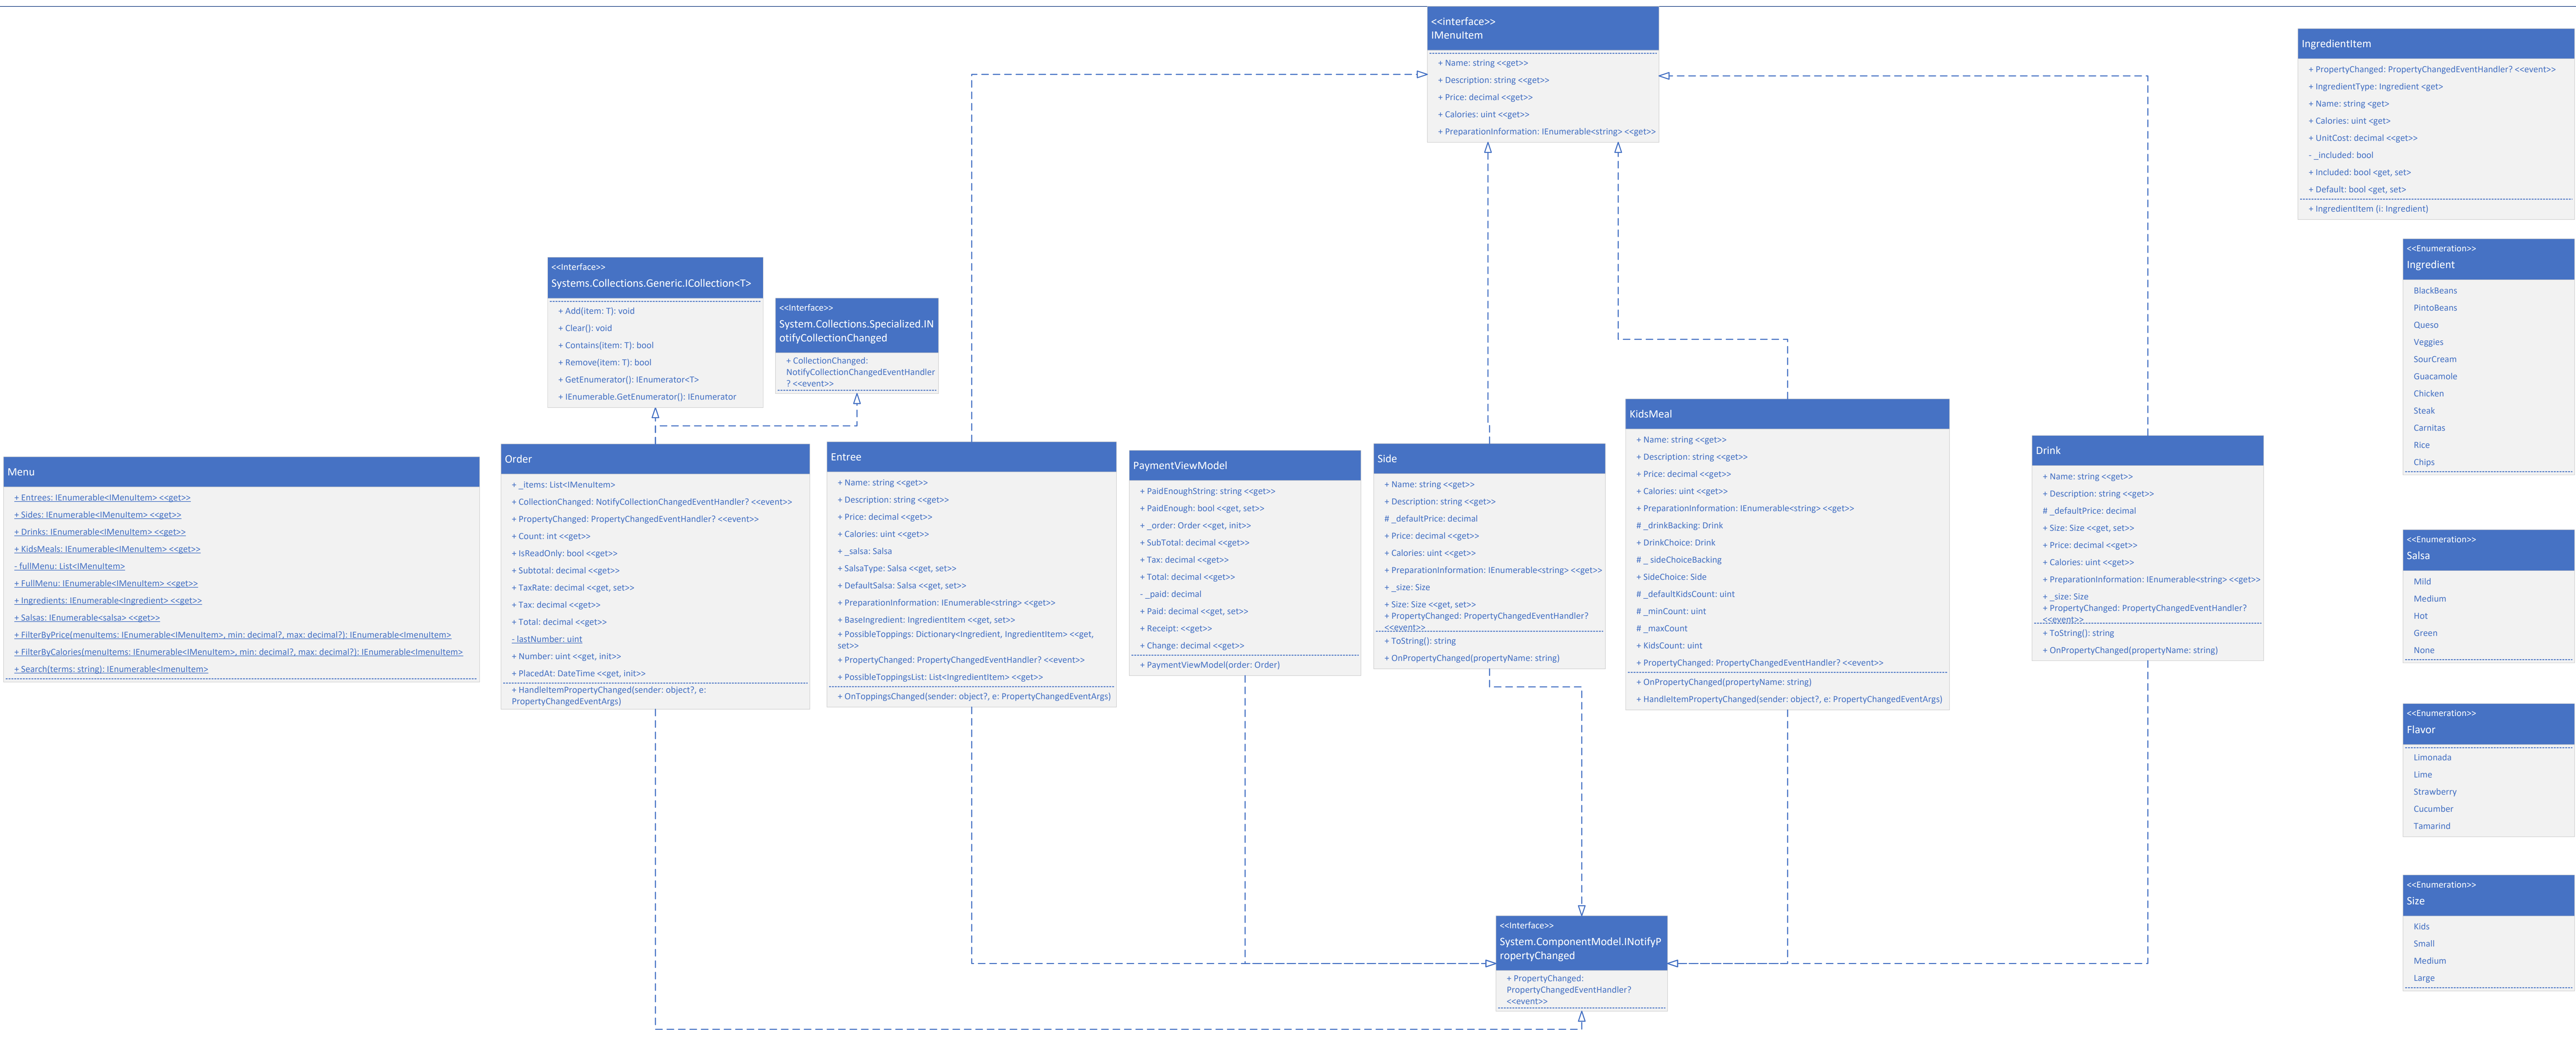 <<interface>>
IMenuItem
+ Name: string <<get>>
+ Description: string <<get>>
+ Price: decimal <<get>>
+ Calories: uint <<get>>
+ PreparationInformation: IEnumerable<string> <<get>>
IngredientItem
+ PropertyChanged: PropertyChangedEventHandler? <<event>>
+ IngredientType: Ingredient <get>
+ Name: string <get>
+ Calories: uint <get>
+ UnitCost: decimal <<get>>
- _included: bool
+ Included: bool <get, set>
+ Default: bool <get, set>
+ IngredientItem (i: Ingredient)
<<Interface>>
Systems.Collections.Generic.ICollection<T>
+ Add(item: T): void
+ Clear(): void
+ Contains(item: T): bool
+ Remove(item: T): bool
+ GetEnumerator(): IEnumerator<T>
+ IEnumerable.GetEnumerator(): IEnumerator
<<Interface>>
System.Collections.Specialized.IN
otifyCollectionChanged
+ CollectionChanged:
NotifyCollectionChangedEventHandler
? <<event>>
<<Enumeration>>
Ingredient
BlackBeans
PintoBeans
Queso
Veggies
SourCream
Guacamole
Chicken
Steak
Carnitas
Rice
Chips
Menu
+ Entrees: IEnumerable<IMenuItem> <<get>>
+ Sides: IEnumerable<IMenuItem> <<get>>
+ Drinks: IEnumerable<IMenuItem> <<get>>
+ KidsMeals: IEnumerable<IMenuItem> <<get>>
- fullMenu: List<IMenuItem>
+ FullMenu: IEnumerable<IMenuItem> <<get>>
+ Ingredients: IEnumerable<Ingredient> <<get>>
+ Salsas: IEnumerable<salsa> <<get>>
+ FilterByPrice(menuItems: IEnumerable<IMenuItem>, min: decimal?, max: decimal?): IEnumerable<ImenuItem>
+ FilterByCalories(menuItems: IEnumerable<IMenuItem>, min: decimal?, max: decimal?): IEnumerable<ImenuItem>
+ Search(terms: string): IEnumerable<ImenuItem>
Order
+ _items: List<IMenuItem>
+ CollectionChanged: NotifyCollectionChangedEventHandler? <<event>>
+ PropertyChanged: PropertyChangedEventHandler? <<event>>
+ Count: int <<get>>
+ IsReadOnly: bool <<get>>
+ Subtotal: decimal <<get>>
+ TaxRate: decimal <<get, set>>
+ Tax: decimal <<get>>
+ Total: decimal <<get>>
- lastNumber: uint
+ Number: uint <<get, init>>
+ PlacedAt: DateTime <<get, init>>
+ HandleItemPropertyChanged(sender: object?, e:
PropertyChangedEventArgs)
Entree
+ Name: string <<get>>
+ Description: string <<get>>
+ Price: decimal <<get>>
+ Calories: uint <<get>>
+ _salsa: Salsa
+ SalsaType: Salsa <<get, set>>
+ DefaultSalsa: Salsa <<get, set>>
+ PreparationInformation: IEnumerable<string> <<get>>
+ BaseIngredient: IngredientItem <<get, set>>
+ PossibleToppings: Dictionary<Ingredient, IngredientItem> <<get,
set>>
+ PropertyChanged: PropertyChangedEventHandler? <<event>>
+ PossibleToppingsList: List<IngredientItem> <<get>>
+ OnToppingsChanged(sender: object?, e: PropertyChangedEventArgs)
PaymentViewModel
+ PaidEnoughString: string <<get>>
+ PaidEnough: bool <<get, set>>
+ _order: Order <<get, init>>
+ SubTotal: decimal <<get>>
+ Tax: decimal <<get>>
+ Total: decimal <<get>>
- _paid: decimal
+ Paid: decimal <<get, set>>
+ Receipt: <<get>>
+ Change: decimal <<get>>
+ PaymentViewModel(order: Order)
Side
+ Name: string <<get>>
+ Description: string <<get>>
# _defaultPrice: decimal
+ Price: decimal <<get>>
+ Calories: uint <<get>>
+ PreparationInformation: IEnumerable<string> <<get>>
+ _size: Size
+ Size: Size <<get, set>>
+ PropertyChanged: PropertyChangedEventHandler?
<<event>>
+ ToString(): string
+ OnPropertyChanged(propertyName: string)
KidsMeal
+ Name: string <<get>>
+ Description: string <<get>>
+ Price: decimal <<get>>
+ Calories: uint <<get>>
+ PreparationInformation: IEnumerable<string> <<get>>
# _drinkBacking: Drink
+ DrinkChoice: Drink
# _ sideChoiceBacking
+ SideChoice: Side
# _defaultKidsCount: uint
# _minCount: uint
# _maxCount
+ KidsCount: uint
+ PropertyChanged: PropertyChangedEventHandler? <<event>>
+ OnPropertyChanged(propertyName: string)
+ HandleItemPropertyChanged(sender: object?, e: PropertyChangedEventArgs)
Drink
+ Name: string <<get>>
+ Description: string <<get>>
# _defaultPrice: decimal
+ Size: Size <<get, set>>
+ Price: decimal <<get>>
+ Calories: uint <<get>>
+ PreparationInformation: IEnumerable<string> <<get>>
+ _size: Size
+ PropertyChanged: PropertyChangedEventHandler?
<<event>>
+ ToString(): string
+ OnPropertyChanged(propertyName: string)
<<Enumeration>>
Salsa
Mild
Medium
Hot
Green
None
<<Enumeration>>
Flavor
Limonada
Lime
Strawberry
Cucumber
Tamarind
<<Enumeration>>
Size
Kids
Small
Medium
Large
<<Interface>>
System.ComponentModel.INotifyP
ropertyChanged
+ PropertyChanged:
PropertyChangedEventHandler?
<<event>>